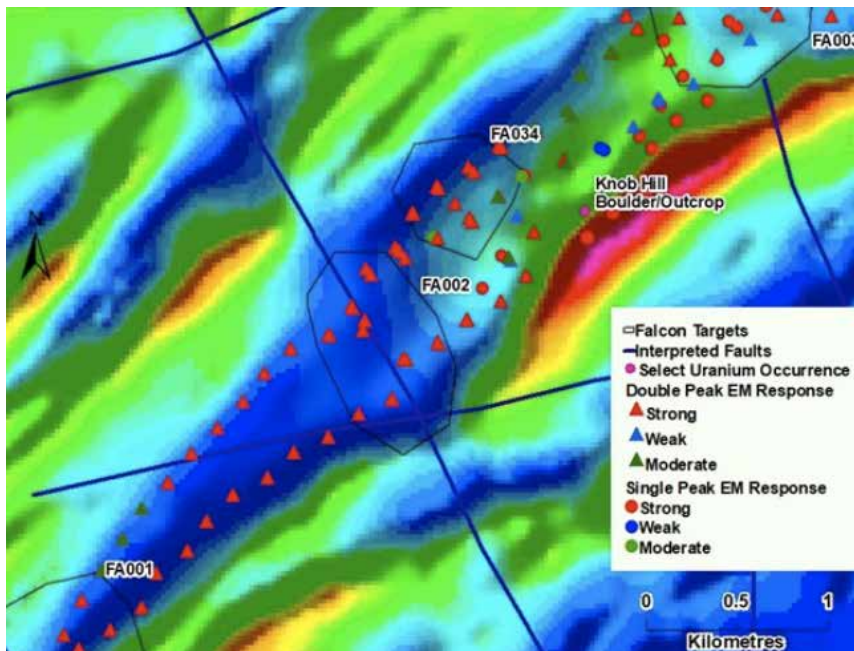 FA003
FA034
Knob Hill
Boulder/Outcrop
N
FA002
Falcon Targets
Interpreted Faults
Select Uranium Occurrence
Double Peak EM Response
Strong
Weak
Moderate
Single Peak EM Response
Strong
Weak
Moderate
FA001
0 0.5 1
Kilometres